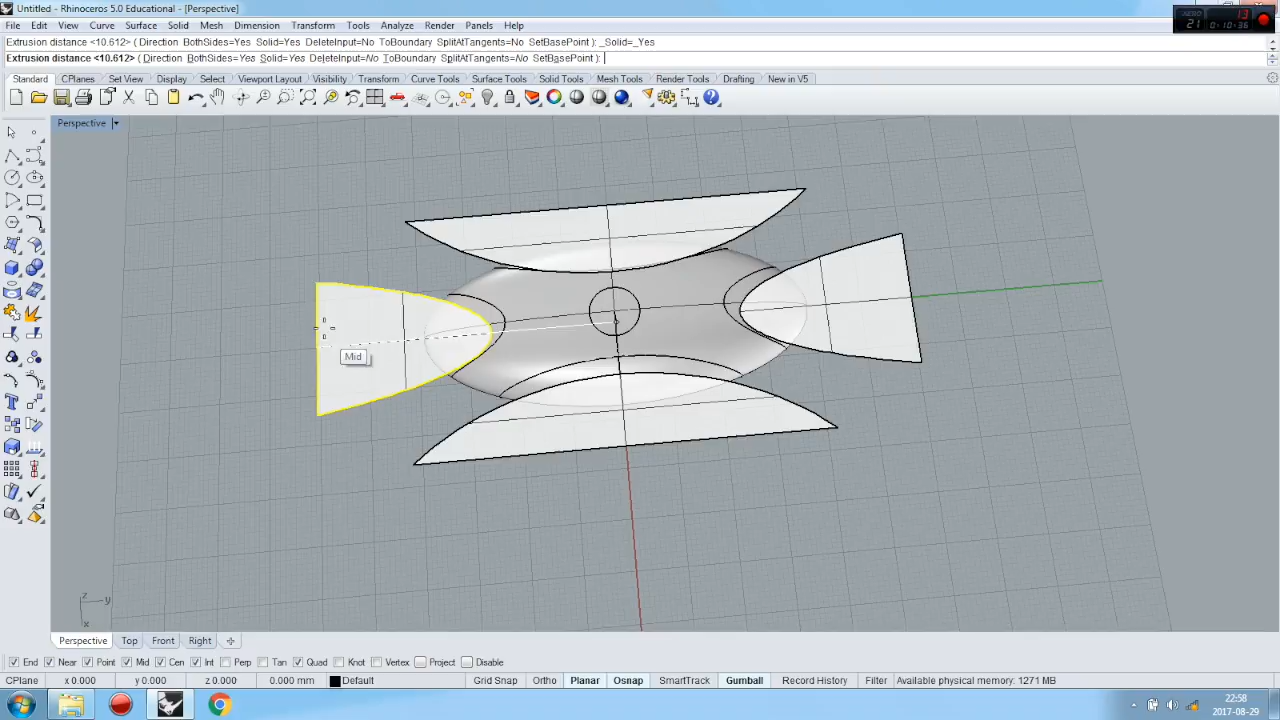 Untitled - Rhinoceros 5.0 Educational - [Perspective]
File Edit View Curve Surface Solid Mesh Dimension Transform Tools Analyze Render Panels Help
13
21 0:10:36
Extrusion distance <10.612> ( Direction BothSides=Yes Solid=Yes DeleteInput=No ToBoundary SplitAtTangents=No SetBasePoint ): _Solid=_Yes
Extrusion distance <10.612> ( Direction BothSides=Yes Solid=Yes DeleteInput=No ToBoundary SplitAtTangents=No SetBasePoint ):
Standard CPlanes Set View Display Select Viewport Layout Visibility Transform Curve Tools Surface Tools Solid Tools Mesh Tools Render Tools Drafting New in V5
Perspective
Mid
z
y
x
Perspective Top Front Right
End Near Point Mid Cen Int Perp Tan Quad Knot Vertex Project Disable
CPlane x 0.000 y 0.000 z 0.000 0.000 mm Default Grid Snap Ortho Planar Osnap SmartTrack Gumball Record History Filter Available physical memory: 1271 MB
22:58
2017-08-29